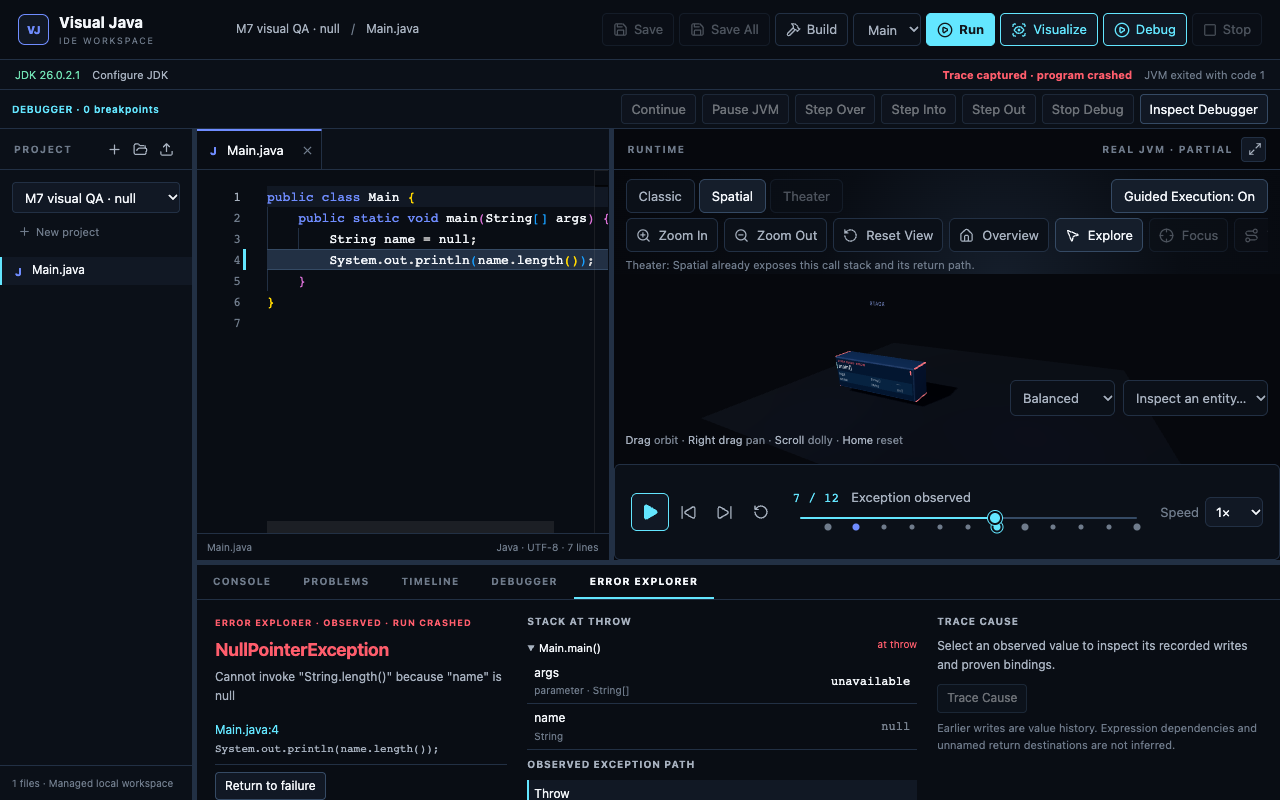 VJ
Visual Java
IDE WORKSPACE
M7 visual QA · null / Main.java
Save
Save All
Build
Main
Run
Visualize
Debug
Stop
JDK 26.0.2.1 Configure JDK
Trace captured · program crashed JVM exited with code 1
DEBUGGER · 0 breakpoints
Continue
Pause JVM
Step Over
Step Into
Step Out
Stop Debug
Inspect Debugger
PROJECT
M7 visual QA · null
New project
J Main.java
1 files · Managed local workspace
J Main.java
1 public class Main {
2 public static void main(String[] args) {
3 String name = null;
4 System.out.println(name.length());
5 }
6 }
7
Main.java
Java · UTF-8 · 7 lines
RUNTIME
REAL JVM · PARTIAL
Classic
Spatial
Theater
Guided Execution: On
Zoom In
Zoom Out
Reset View
Overview
Explore
Focus
Theater: Spatial already exposes this call stack and its return path.
Balanced
Inspect an entity...
Drag orbit · Right drag pan · Scroll dolly · Home reset
7 / 12 Exception observed
Speed
1×
CONSOLE
PROBLEMS
TIMELINE
DEBUGGER
ERROR EXPLORER
ERROR EXPLORER · OBSERVED · RUN CRASHED
NullPointerException
Cannot invoke "String.length()" because "name" is
null
Main.java:4
System.out.println(name.length());
Return to failure
STACK AT THROW
Main.main() at throw
args
parameter · String[]
unavailable
name
String
null
OBSERVED EXCEPTION PATH
Throw
TRACE CAUSE
Select an observed value to inspect its recorded writes
and proven bindings.
Trace Cause
Earlier writes are value history. Expression dependencies and
unnamed return destinations are not inferred.